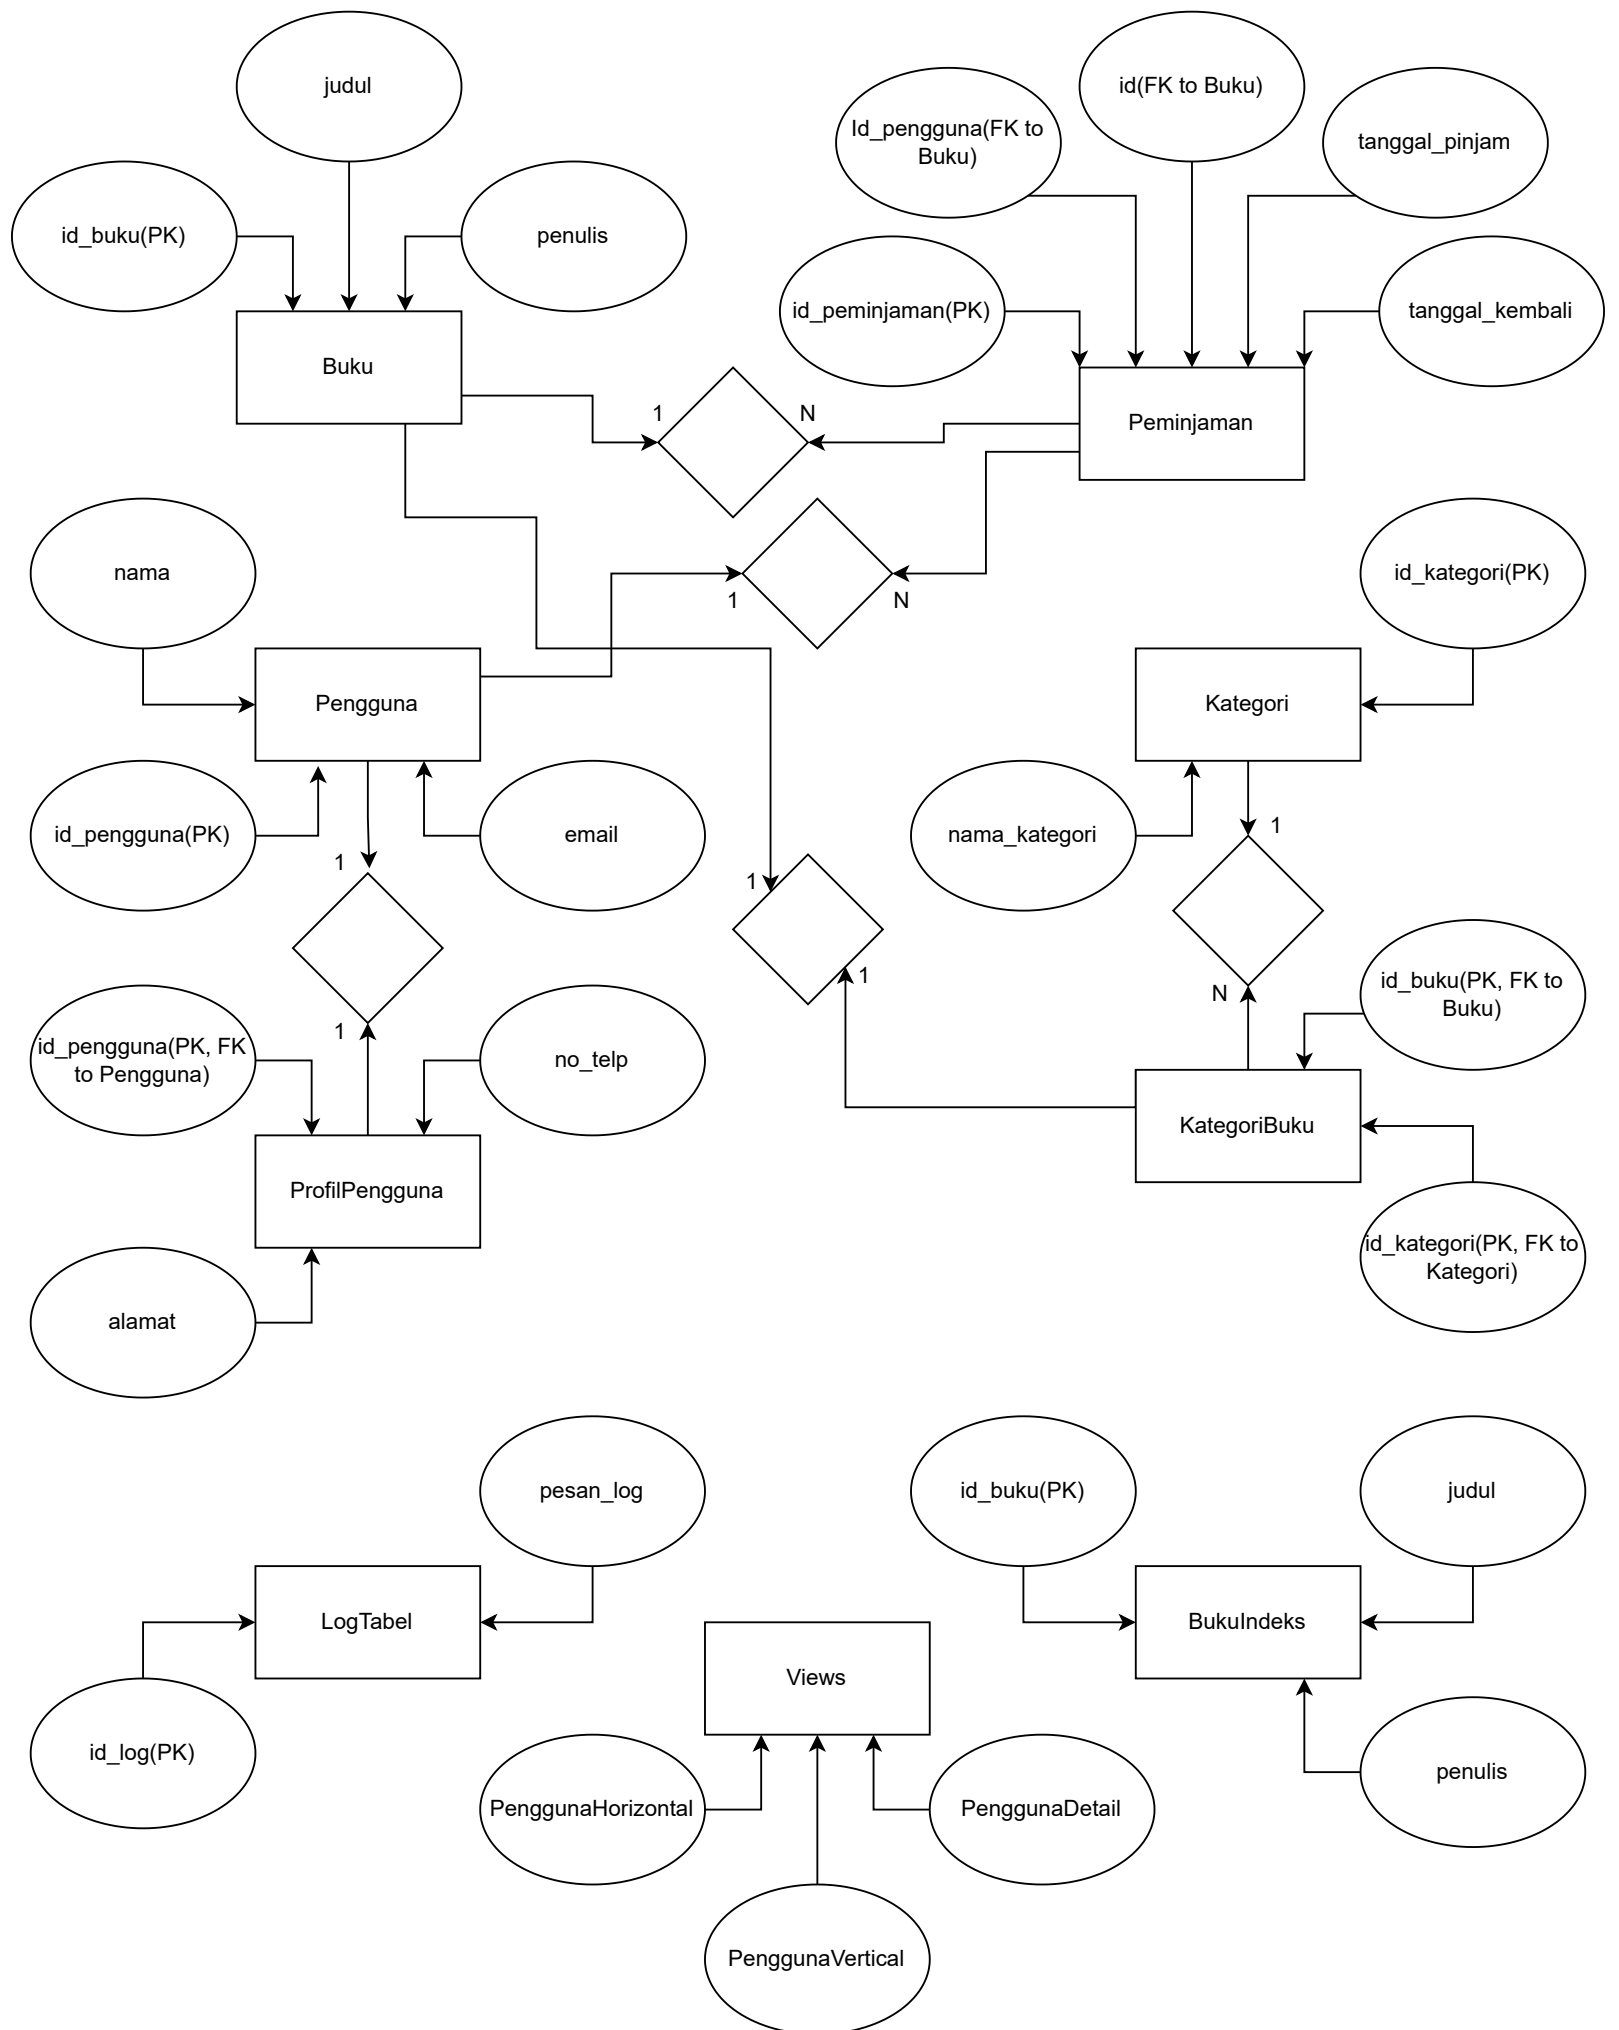 judul
id(FK to Buku)
Id_pengguna(FK to
Buku)
tanggal_pinjam
id_buku(PK)
penulis
id_peminjaman(PK)
tanggal_kembali
Buku
Peminjaman
1
N
nama
1
N
id_kategori(PK)
Pengguna
Kategori
id_pengguna(PK)
email
nama_kategori
1
1
1
1
N
id_buku(PK, FK to
Buku)
1
id_pengguna(PK, FK
to Pengguna)
no_telp
KategoriBuku
ProfilPengguna
id_kategori(PK, FK to
Kategori)
alamat
pesan_log
id_buku(PK)
judul
LogTabel
BukuIndeks
Views
id_log(PK)
penulis
PenggunaHorizontal
PenggunaDetail
PenggunaVertical